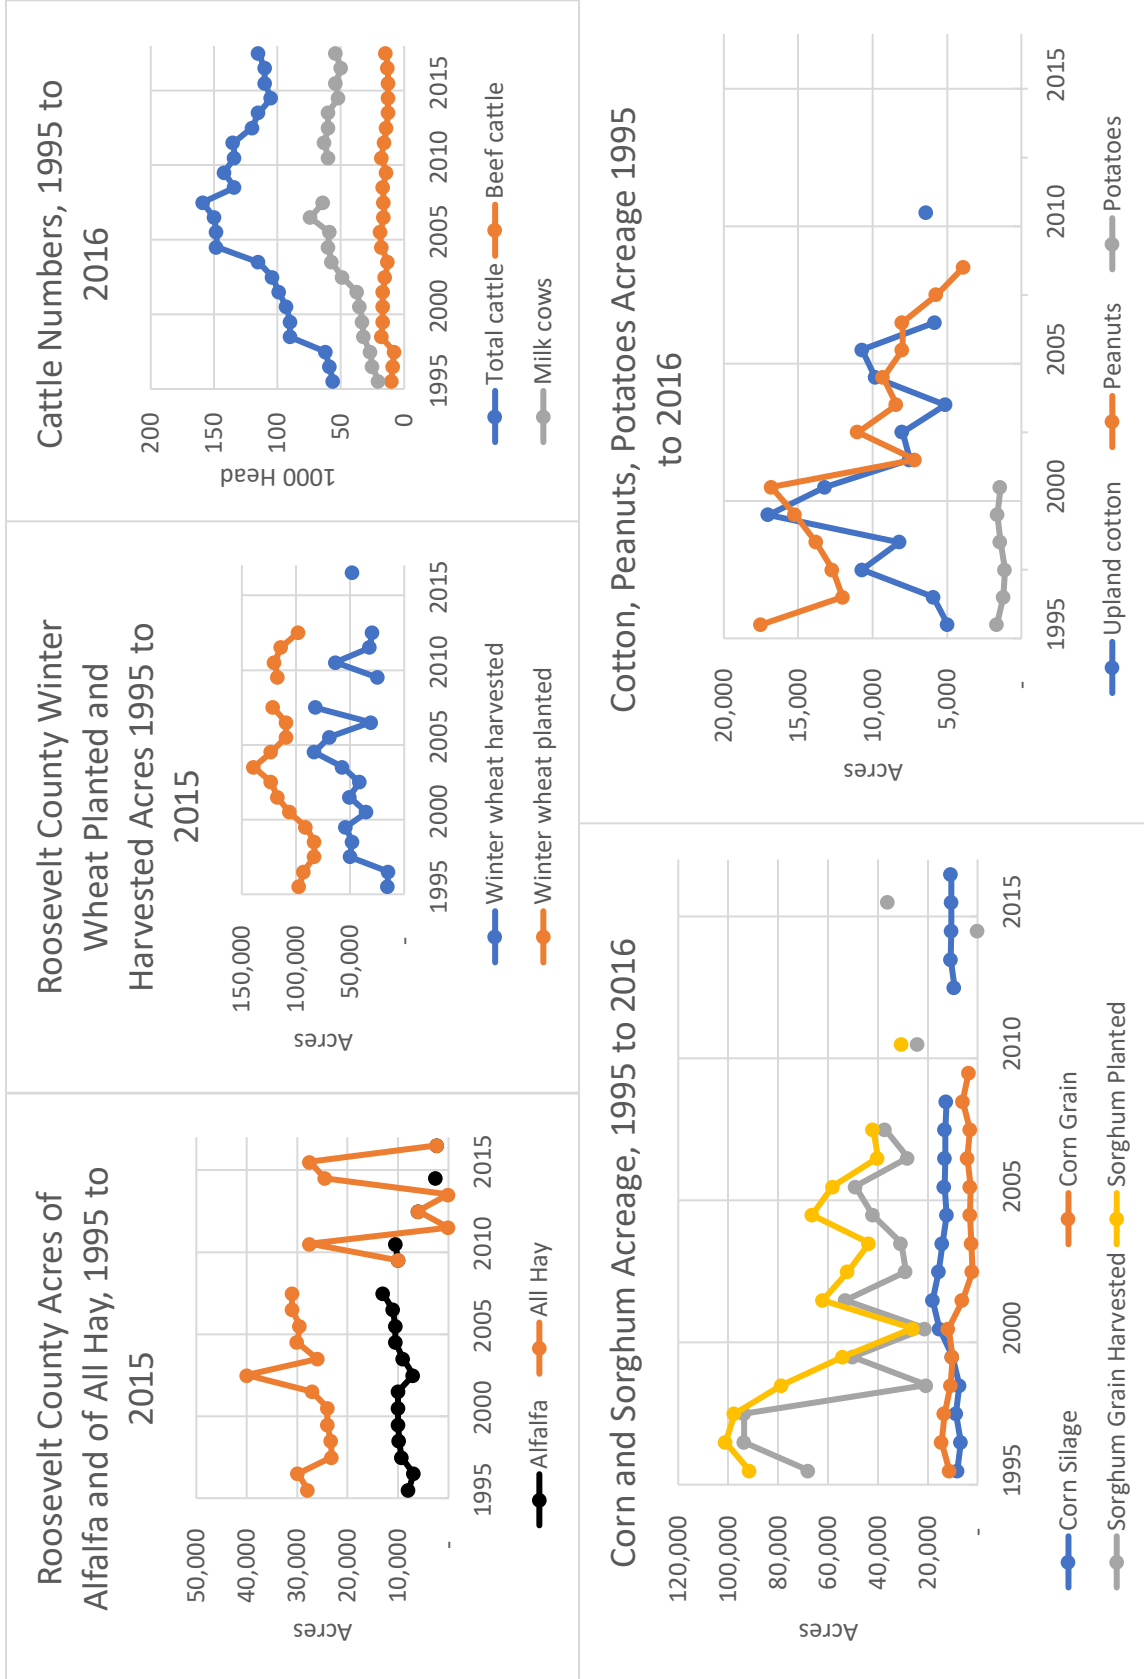 Roosevelt County Acres of
Alfalfa and of All Hay, 1995 to
2015
50,000
40,000
30,000
20,000
10,000
-
Acres
1995
2000
2005
2010
2015
Alfalfa
All Hay
Roosevelt County Winter
Wheat Planted and
Harvested Acres 1995 to
2015
150,000
100,000
50,000
-
Acres
1995
2000
2005
2010
2015
Winter wheat harvested
Winter wheat planted
Cattle Numbers, 1995 to
2016
200
150
100
50
0
1000 Head
1995
2000
2005
2010
2015
Total cattle
Beef cattle
Milk cows
Corn and Sorghum Acreage, 1995 to 2016
120,000
100,000
80,000
60,000
40,000
20,000
-
Acres
1995
2000
2005
2010
2015
Corn Silage
Corn Grain
Sorghum Grain Harvested
Sorghum Planted
Cotton, Peanuts, Potatoes Acreage 1995
to 2016
20,000
15,000
10,000
5,000
-
Acres
1995
2000
2005
2010
2015
Upland cotton
Peanuts
Potatoes